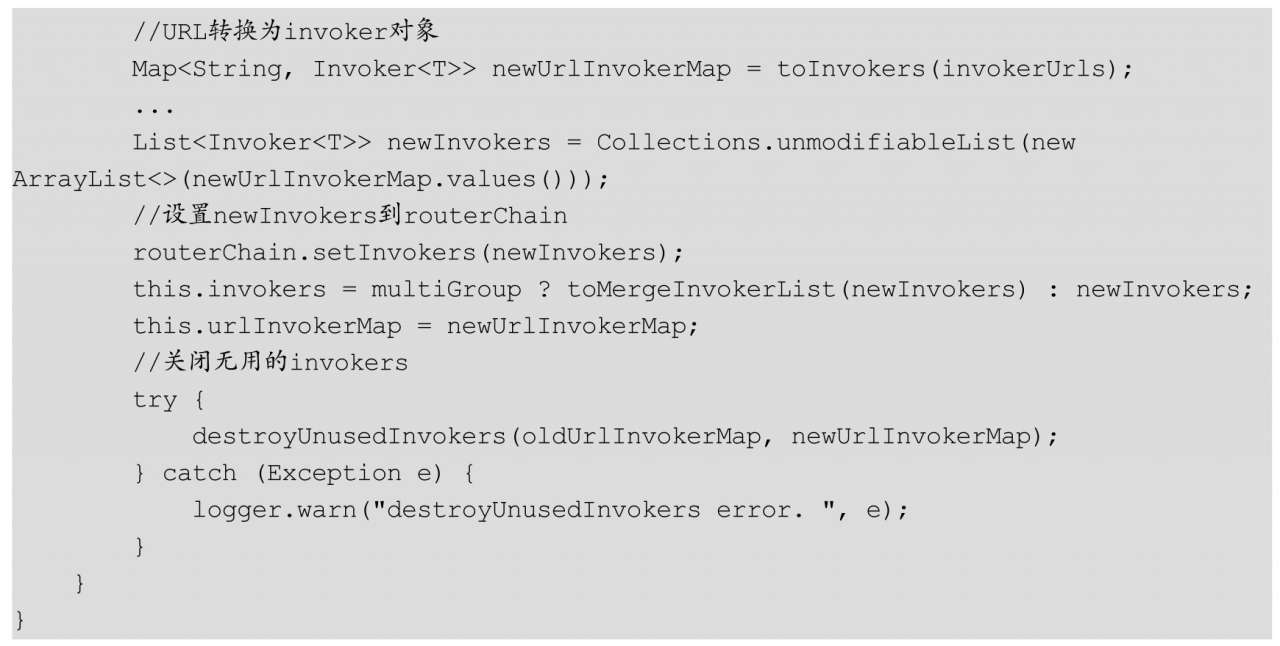 //URL转换为invoker对象
Map<String, Invoker<T>> newUrlInvokerMap = toInvokers(invokerUrls);
...
List<Invoker<T>> newInvokers = Collections.unmodifiableList(new
ArrayList<>(newUrlInvokerMap.values()));
//设置newInvokers到routerChain
routerChain.setInvokers(newInvokers);
this.invokers = multiGroup ? toMergeInvokerList(newInvokers) : newInvokers;
this.urlInvokerMap = newUrlInvokerMap;
//关闭无用的invokers
try {
destroyUnusedInvokers(oldUrlInvokerMap, newUrlInvokerMap);
} catch (Exception e) {
logger.warn("destroyUnusedInvokers error. ", e);
}
}
}